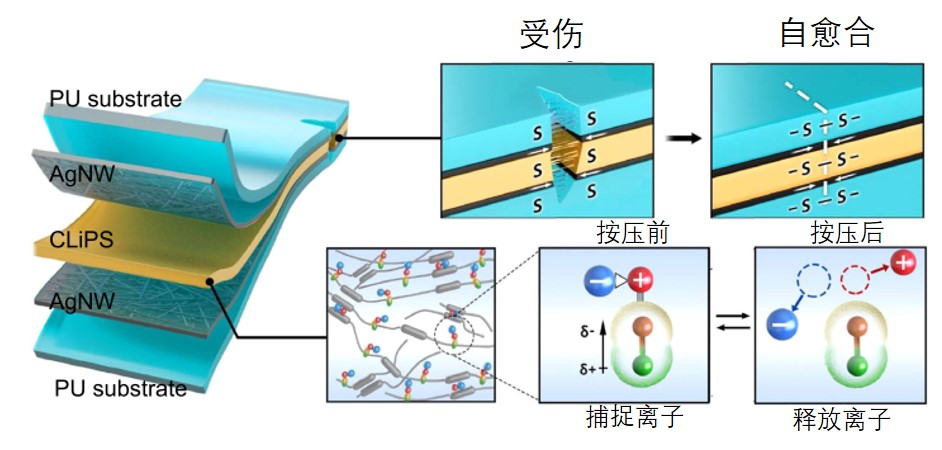 受伤
自愈合
PU substrate
AgNW
CLiPS
AgNW
PU substrate
S
S
S
S
S
S
-S-S-
-S-S-
-S-S-
按压前
按压后
− +
δ-
δ+
+
−
捕捉离子
释放离子